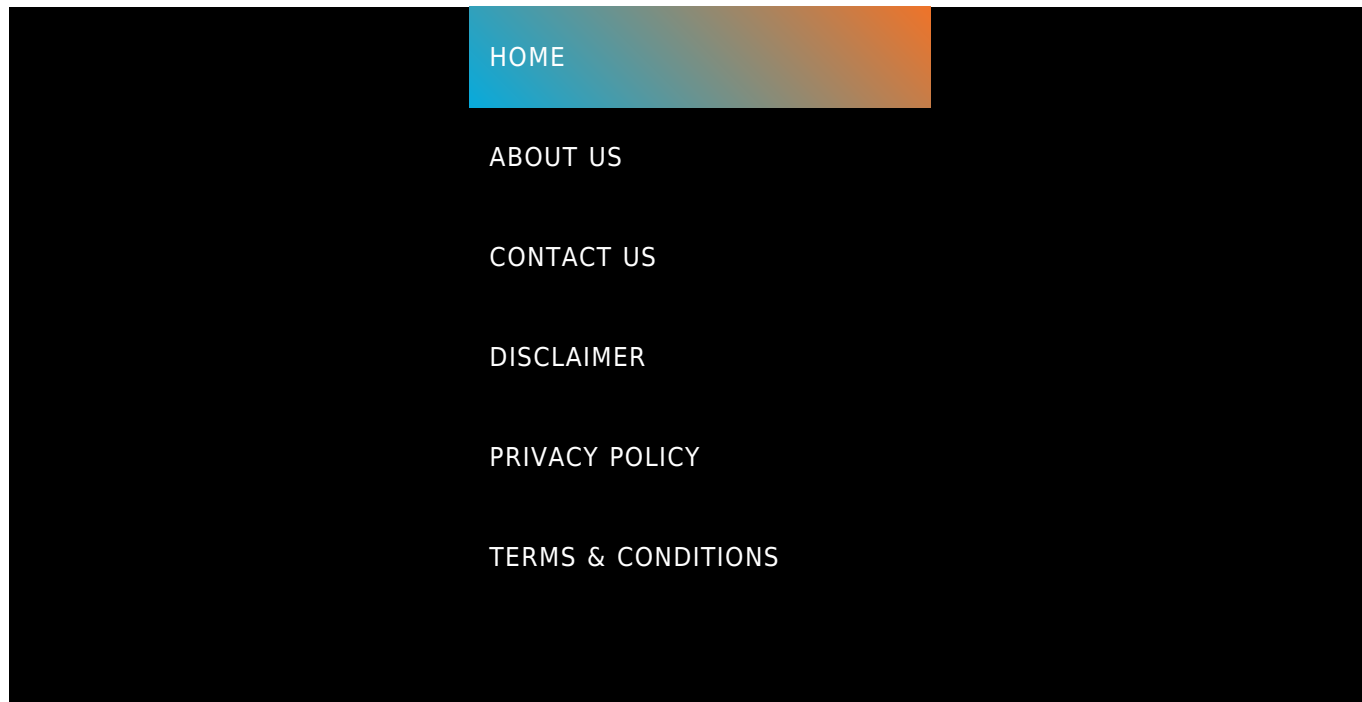 HOME
ABOUT US
CONTACT US
DISCLAIMER
PRIVACY POLICY
TERMS & CONDITIONS